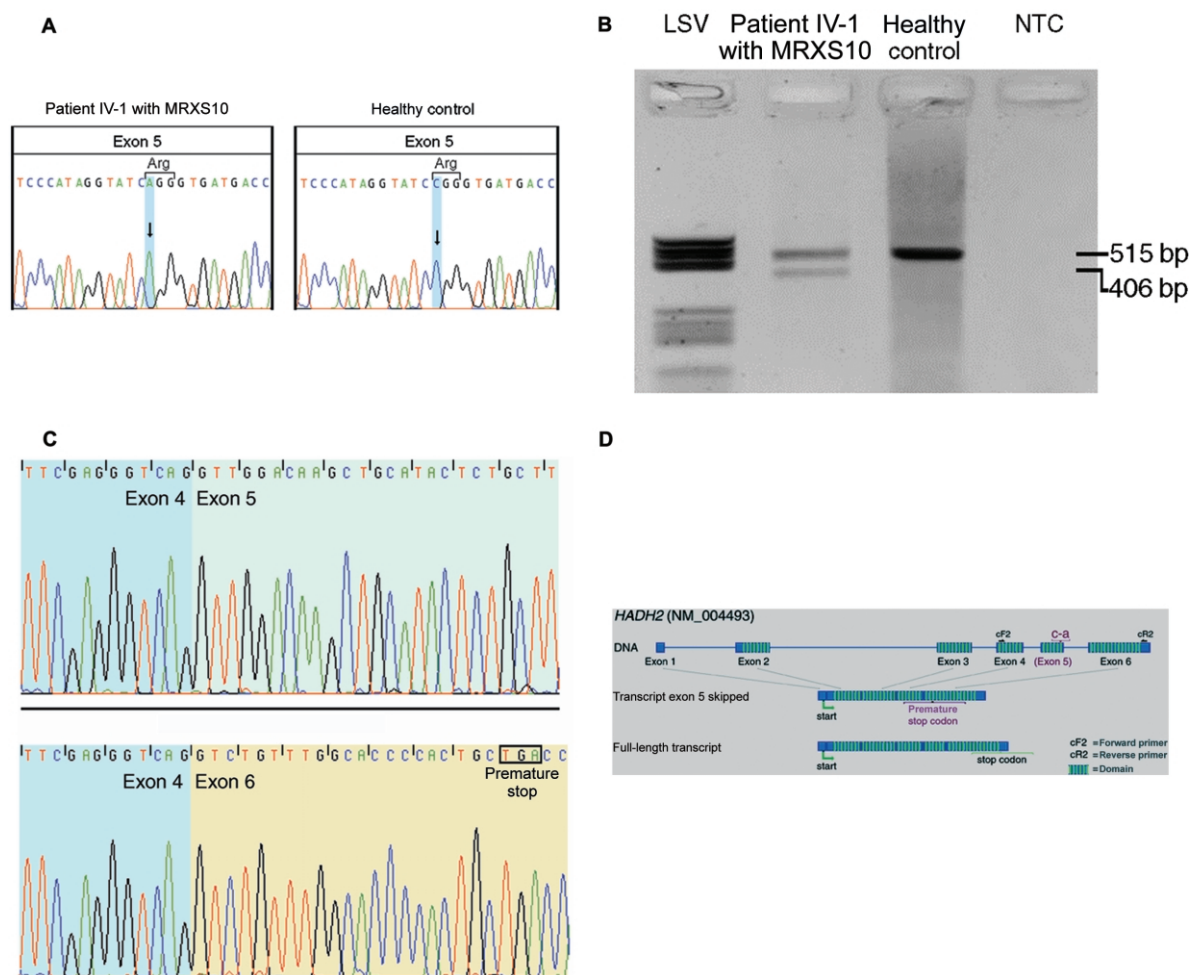 A
Patient IV-1 with MRXS10
Exon 5
Arg
TCCCATAGGTATCAGGGTGATGACC
Healthy control
Exon 5
Arg
TCCCATAGGTATCCGGGTGATGACC
B
LSV
Patient IV-1
with MRXS10
Healthy
control
NTC
515 bp
406 bp
C
TTCGAGGGTCAGGTTGGACAAGCTGCATACTCTGCTT
Exon 4
Exon 5
TTCGAGGGTCAGGTCTGTTTGGCACCCCACTGCTGACC
Exon 4
Exon 6
Premature
stop
D
HADH2 (NM_004493)
DNA
cF2
c-a
cR2
Exon 1
Exon 2
Exon 3
Exon 4
(Exon 5)
Exon 6
Transcript exon 5 skipped
start
Premature
stop codon
Full-length transcript
start
stop codon
cF2 =Forward primer
cR2 =Reverse primer
=Domain